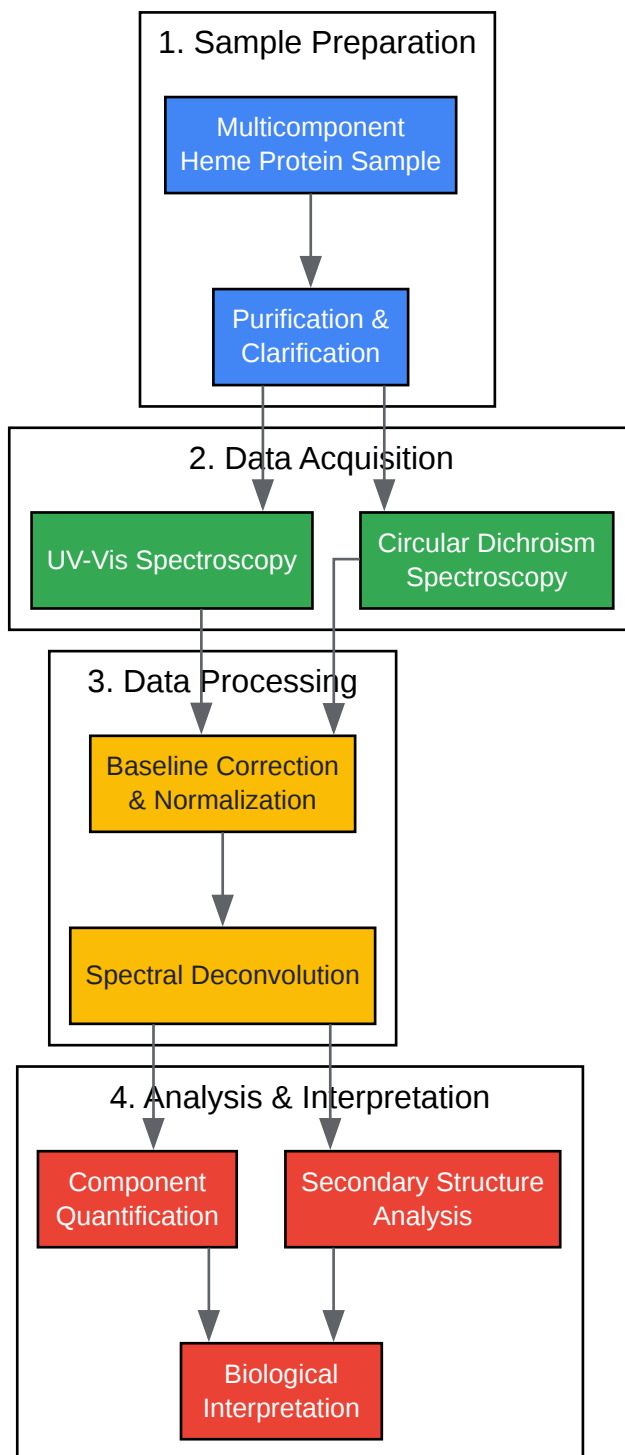 1. Sample Preparation
Multicomponent
Heme Protein Sample
Purification &
Clarification
2. Data Acquisition
UV-Vis Spectroscopy
Circular Dichroism
Spectroscopy
3. Data Processing
Baseline Correction
& Normalization
Spectral Deconvolution
4. Analysis & Interpretation
Component
Quantification
Secondary Structure
Analysis
Biological
Interpretation